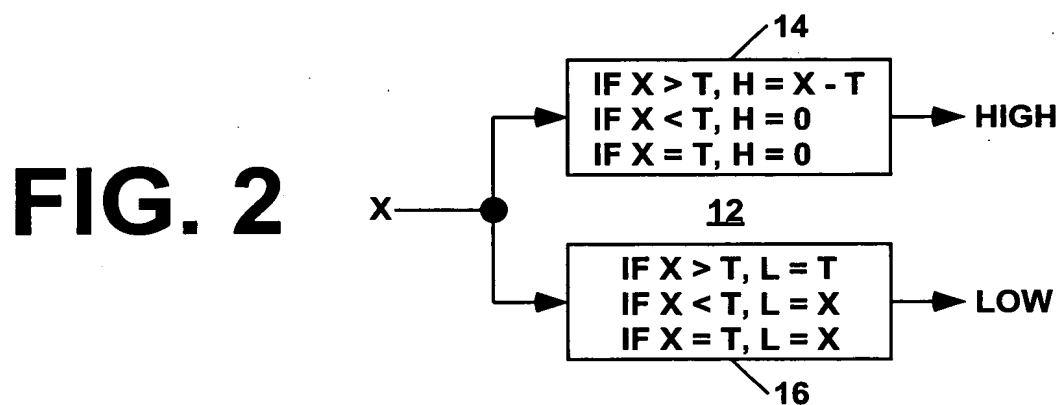 FIG. 2
X
14
IF X > T, H = X - T
IF X < T, H = 0
IF X = T, H = 0
HIGH
12
IF X > T, L = T
IF X < T, L = X
IF X = T, L = X
LOW
16